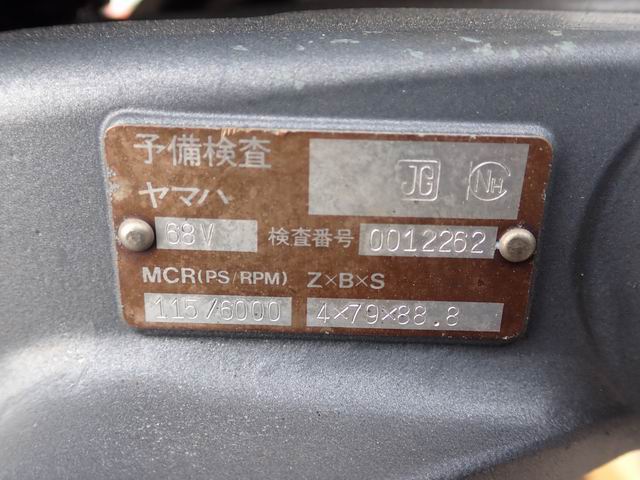 予備検査
JG NH
ヤマハ
68V 検査番号 0012262
MCR(PS/RPM) Z×B×S
115/6000 4×79×88.8